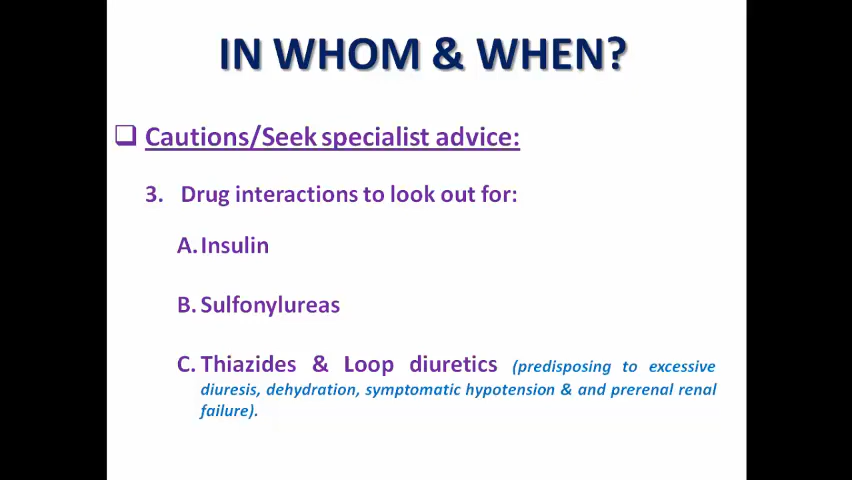 IN WHOM & WHEN?
❑ Cautions/Seek specialist advice:
3. Drug interactions to look out for:
A. Insulin
B. Sulfonylureas
C. Thiazides & Loop diuretics (predisposing to excessive
diuresis, dehydration, symptomatic hypotension & and prerenal renal
failure).